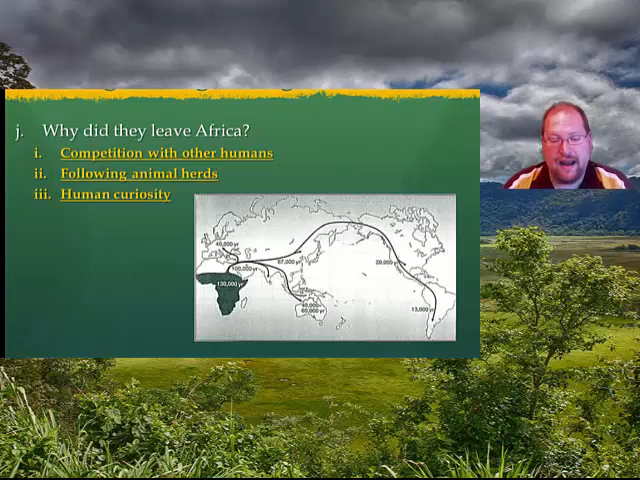 j. Why did they leave Africa?
i. Competition with other humans
ii. Following animal herds
iii. Human curiosity
40,000 yr
67,000 yr
100,000 yr
20,000 yr
130,000 yr
40,000-
60,000 yr
13,000 yr